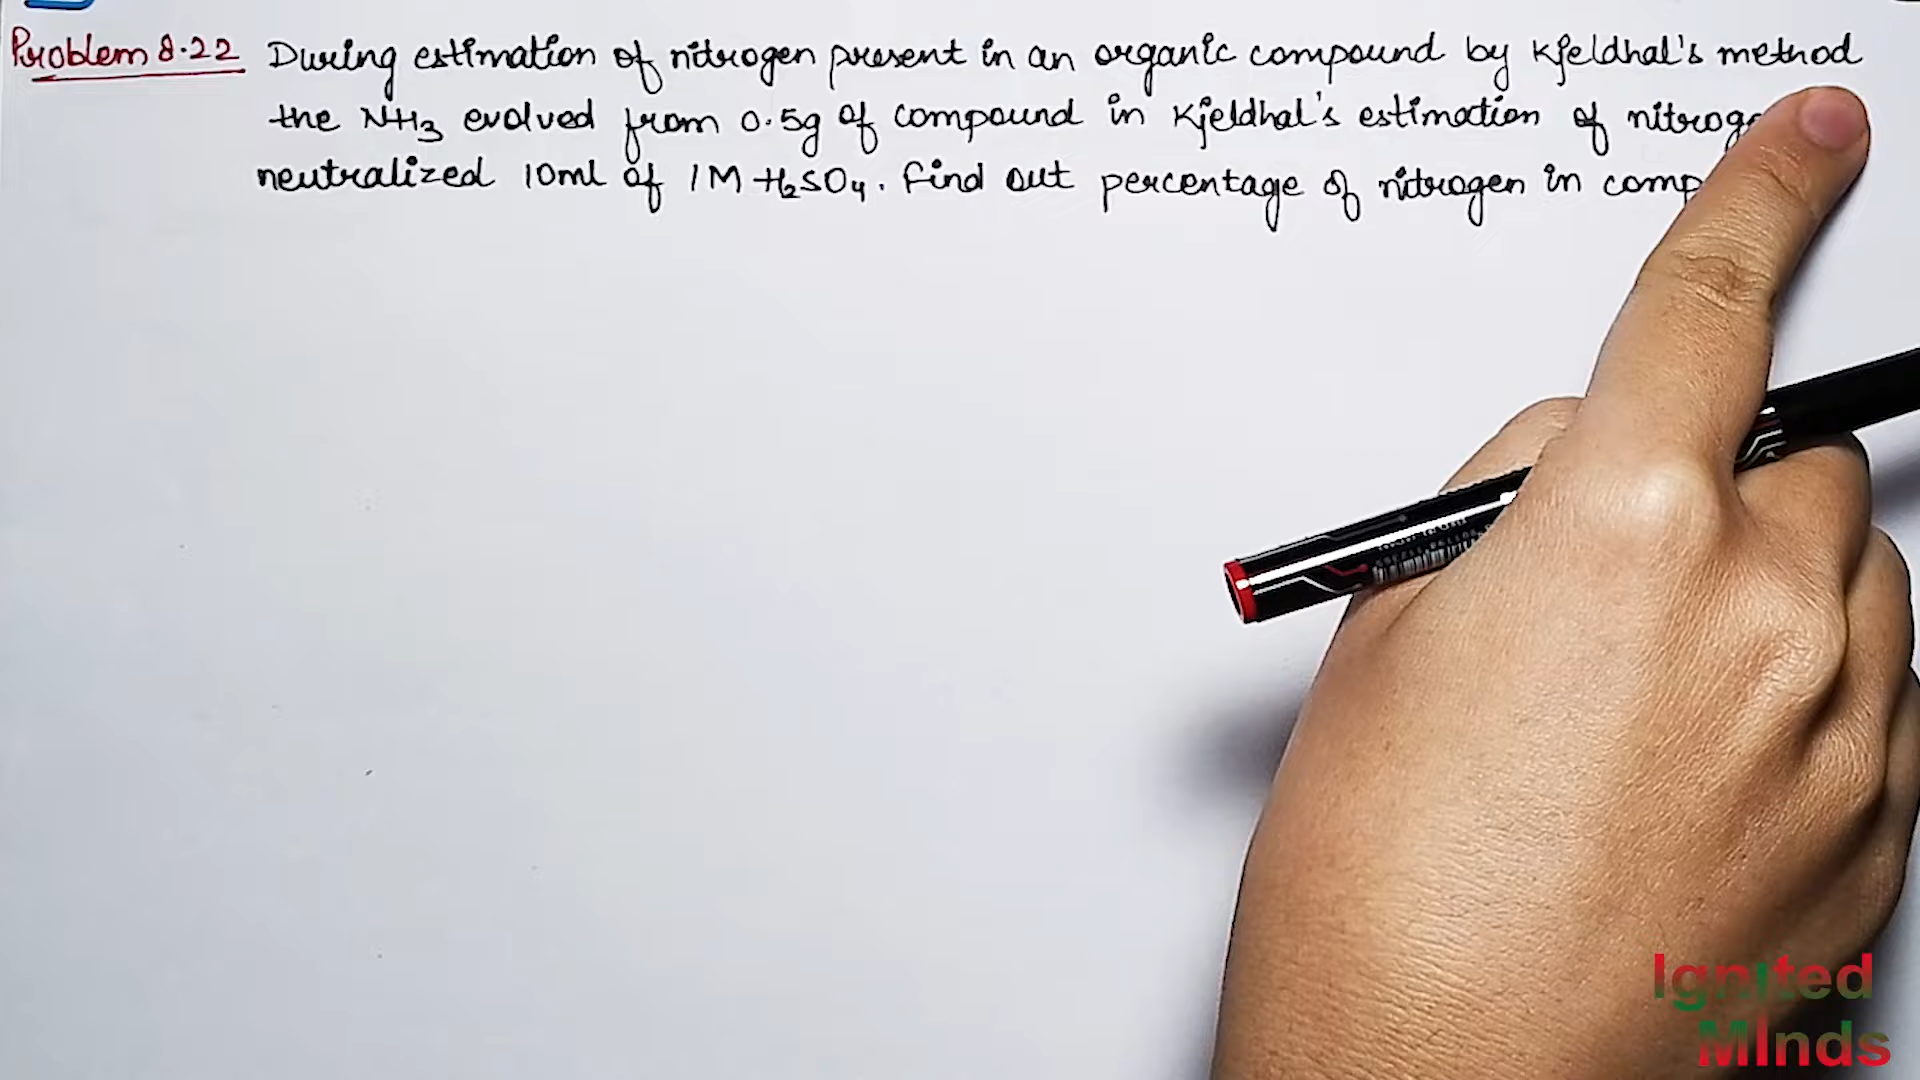 Problem 8.22 During estimation of nitrogen present in an organic compound by Kjeldhal's method
the NH3 evolved from 0.5g of compound in Kjeldhal's estimation of
neutralized 10ml of 1M H2SO4. Find out percentage of nitrogen in
Ignited
MInds